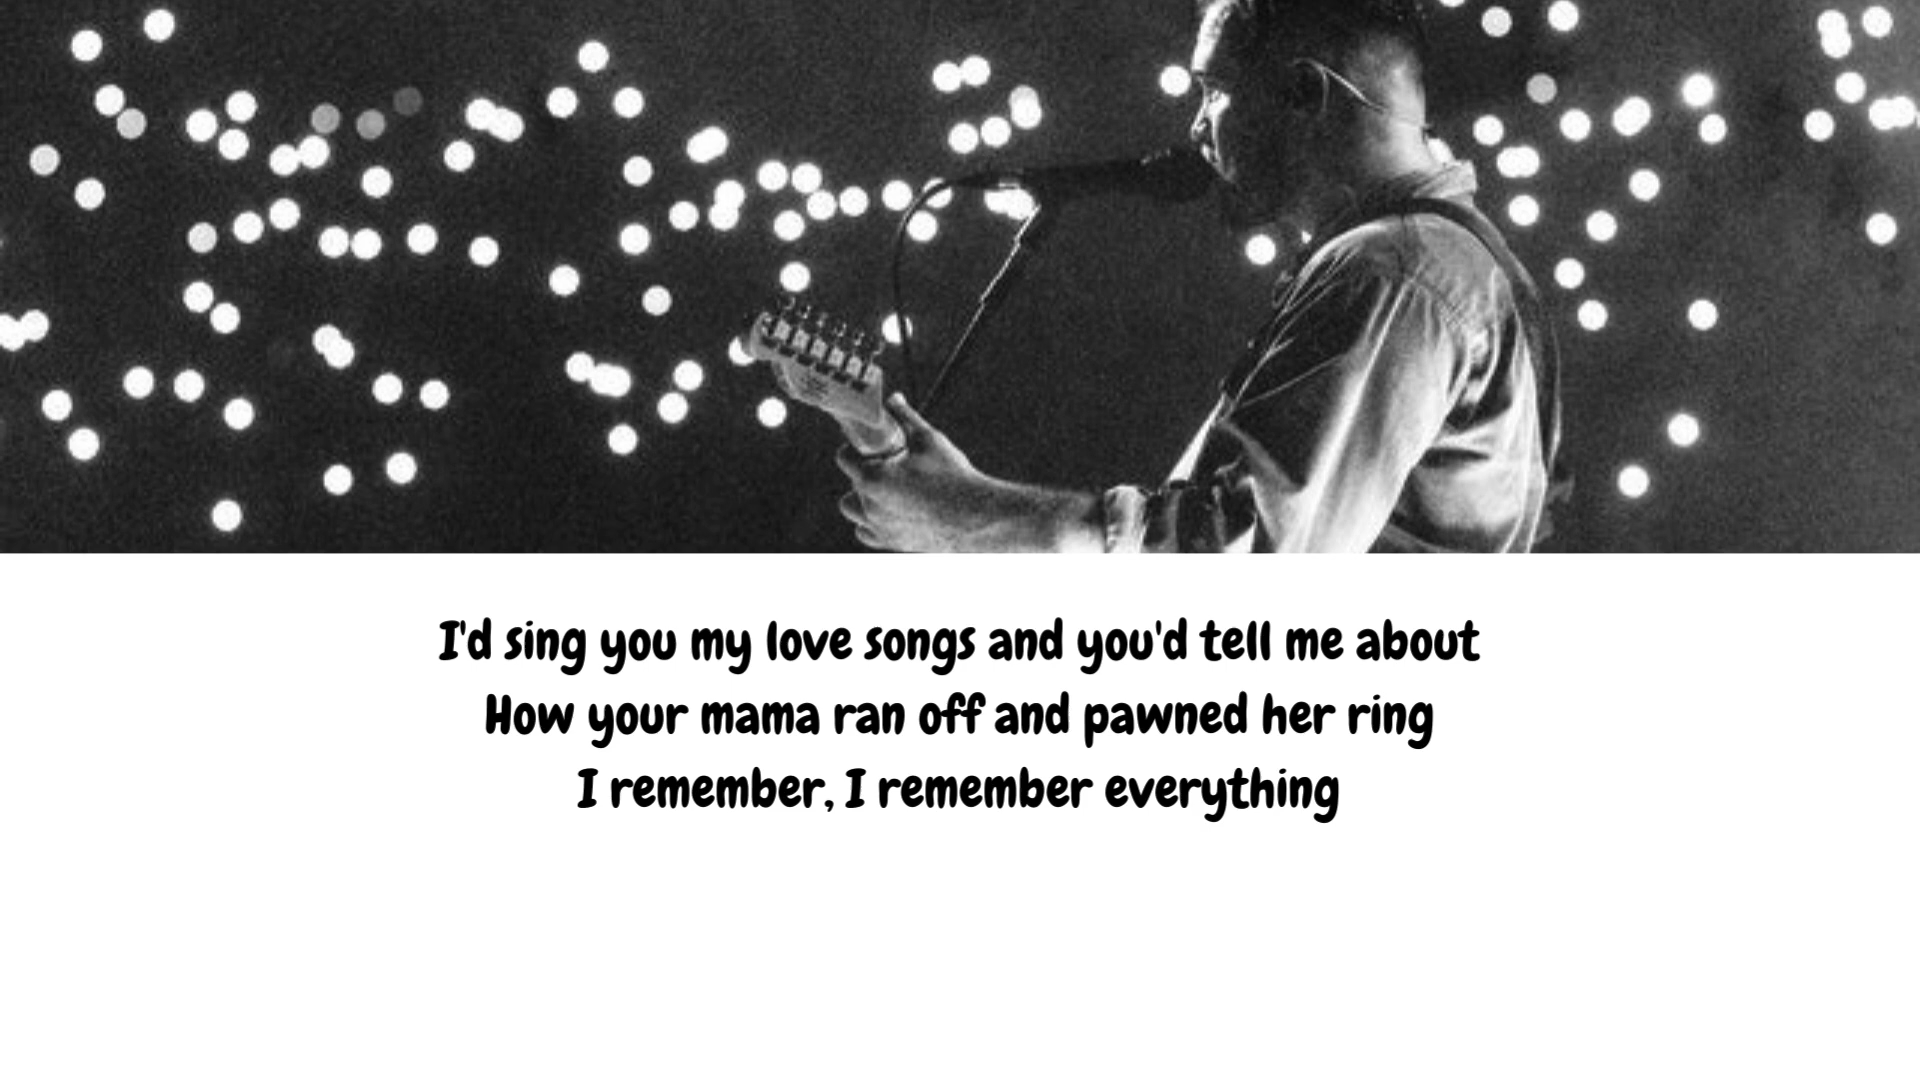 I'd sing you my love songs and you'd tell me about
How your mama ran off and pawned her ring
I remember, I remember everything